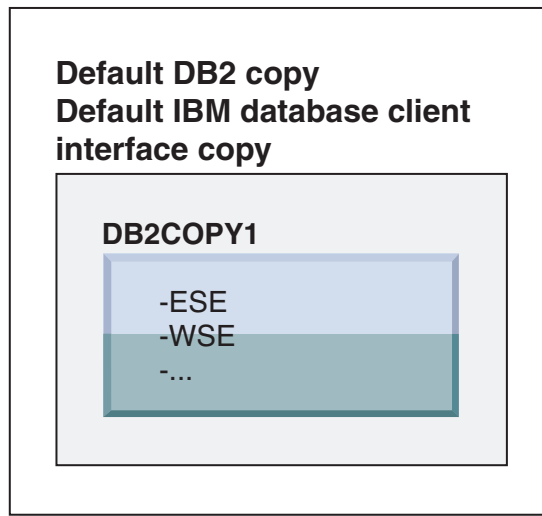 Default DB2 copy
Default IBM database client
interface copy
DB2COPY1
-ESE
-WSE
-...